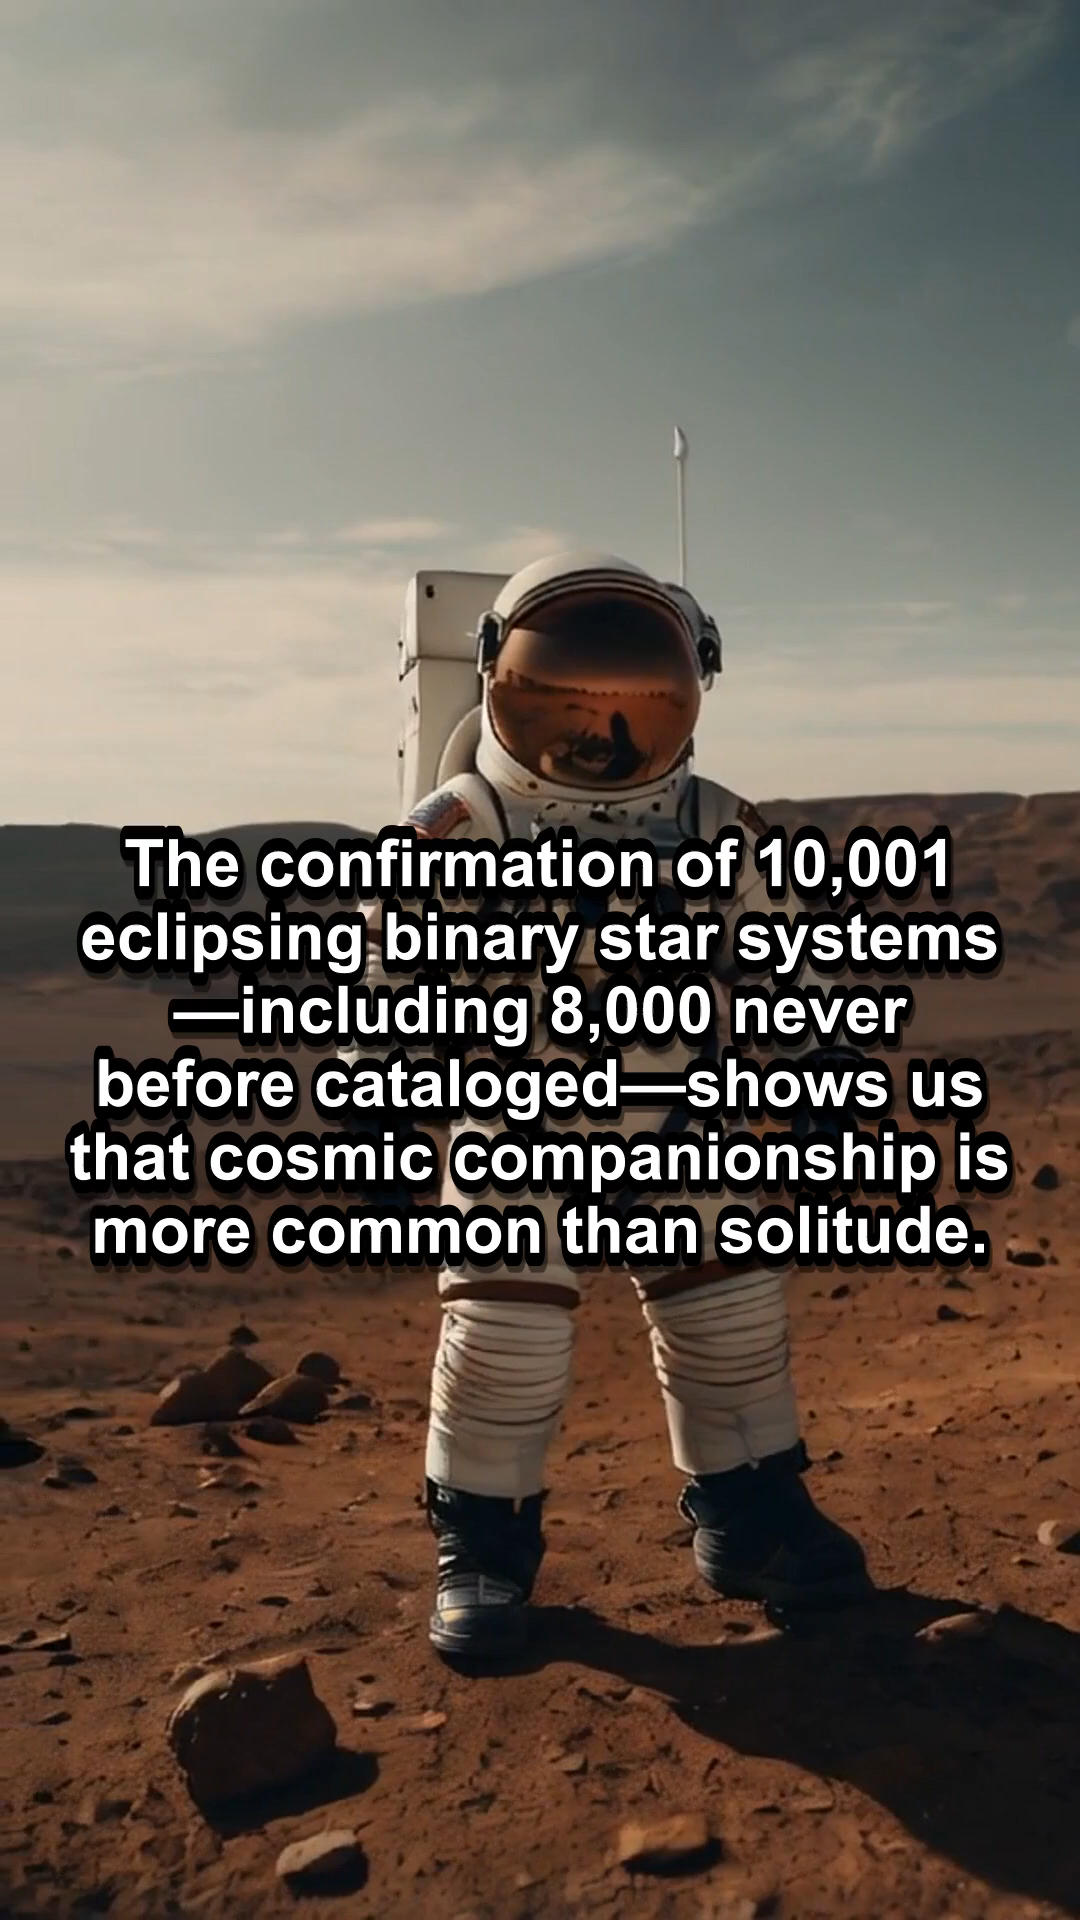 The confirmation of 10,001
eclipsing binary star systems
—including 8,000 never
before cataloged—shows us
that cosmic companionship is
more common than solitude.